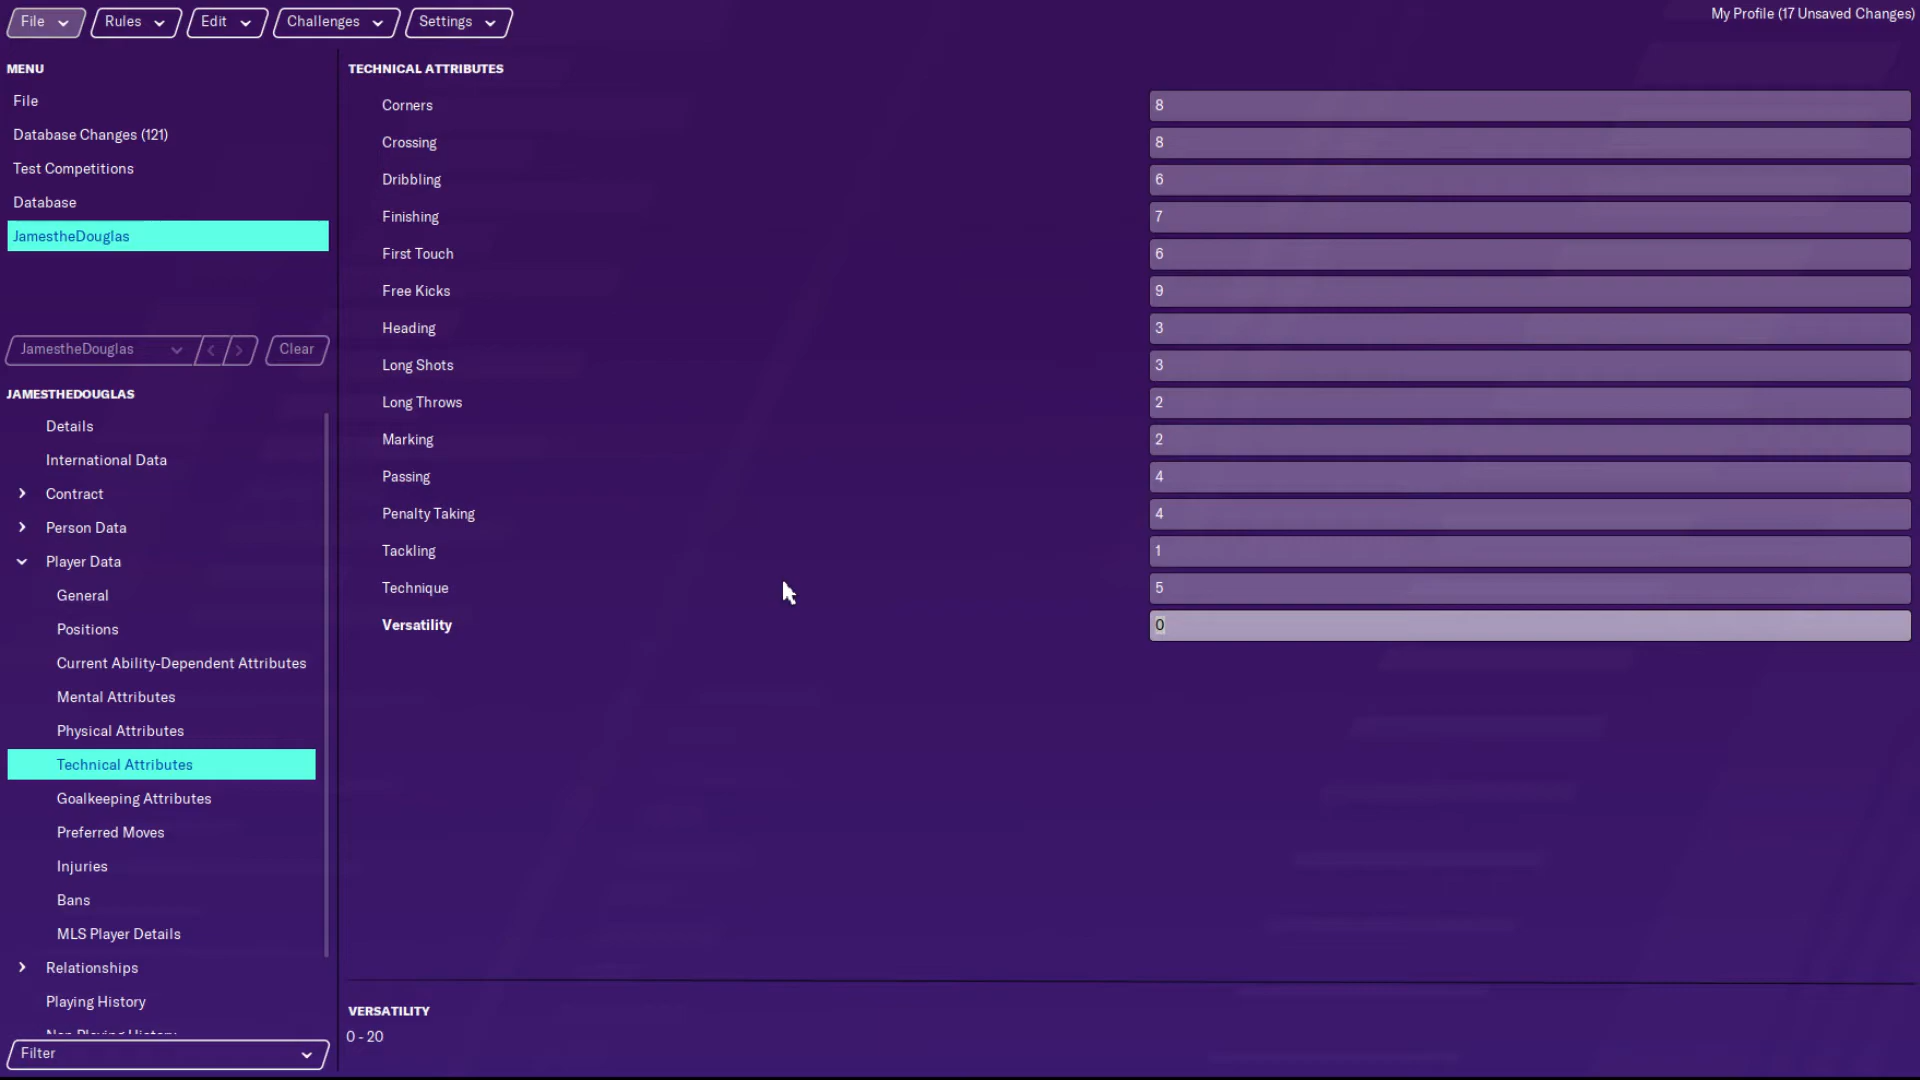 File
Rules
Edit
Challenges
Settings
My Profile (17 Unsaved Changes)
MENU
File
Database Changes (121)
Test Competitions
Database
JamestheDouglas
JamestheDouglas
Clear
JAMESTHEDOUGLAS
Details
International Data
Contract
Person Data
Player Data
General
Positions
Current Ability-Dependent Attributes
Mental Attributes
Physical Attributes
Technical Attributes
Goalkeeping Attributes
Preferred Moves
Injuries
Bans
MLS Player Details
Relationships
Playing History
Non Playing History
Filter
TECHNICAL ATTRIBUTES
Corners 8
Crossing 8
Dribbling 6
Finishing 7
First Touch 6
Free Kicks 9
Heading 3
Long Shots 3
Long Throws 2
Marking 2
Passing 4
Penalty Taking 4
Tackling 1
Technique 5
Versatility 0
VERSATILITY
0 - 20